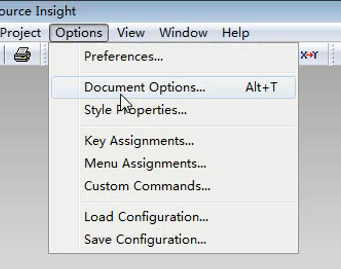 ource Insight
Project Options View Window Help
X→Y
Preferences...
Document Options... Alt+T
Style Properties...
Key Assignments...
Menu Assignments...
Custom Commands...
Load Configuration...
Save Configuration...